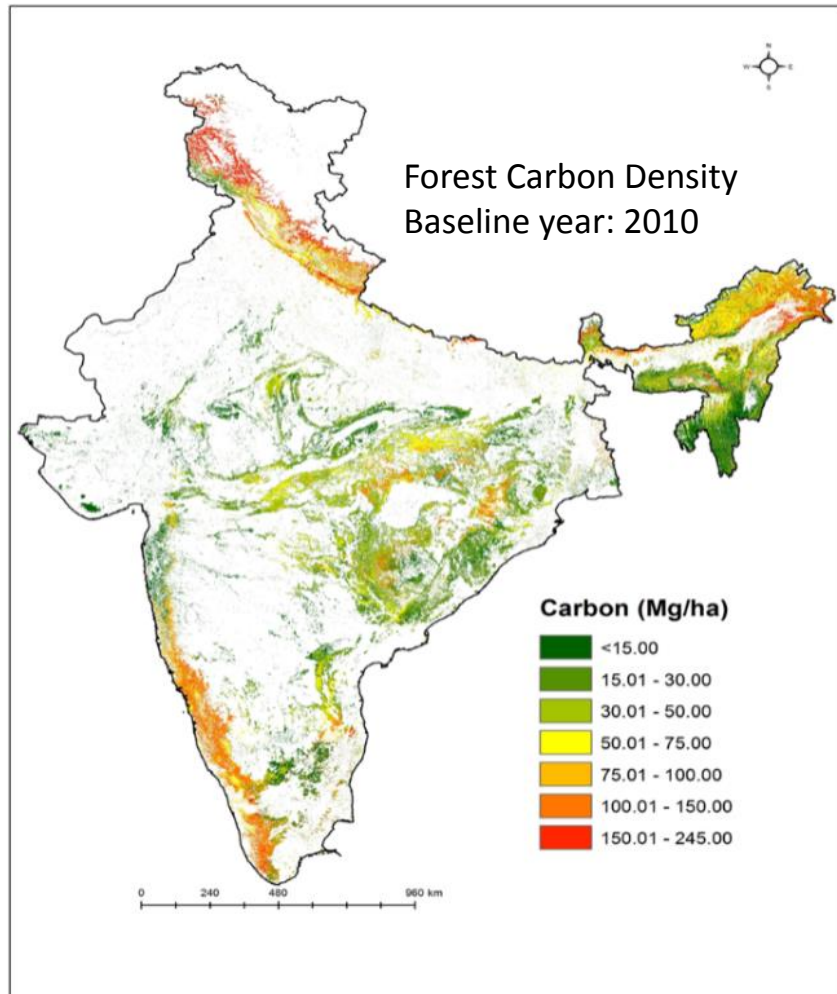 N
W E
S
Forest Carbon Density
Baseline year: 2010
Carbon (Mg/ha)
<15.00
15.01 - 30.00
30.01 - 50.00
50.01 - 75.00
75.01 - 100.00
100.01 - 150.00
150.01 - 245.00
0 240 480 960 km